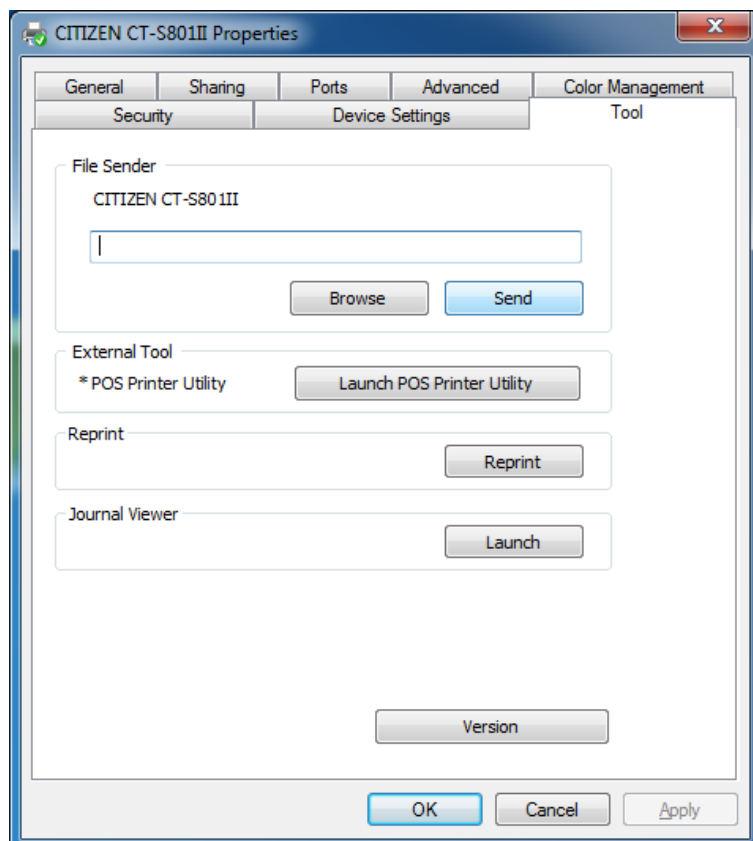 CITIZEN CT-S801II Properties
General Sharing Ports Advanced Color Management
Security Device Settings Tool
File Sender
CITIZEN CT-S801II
Browse Send
External Tool
* POS Printer Utility Launch POS Printer Utility
Reprint
Reprint
Journal Viewer
Launch
Version
OK Cancel Apply